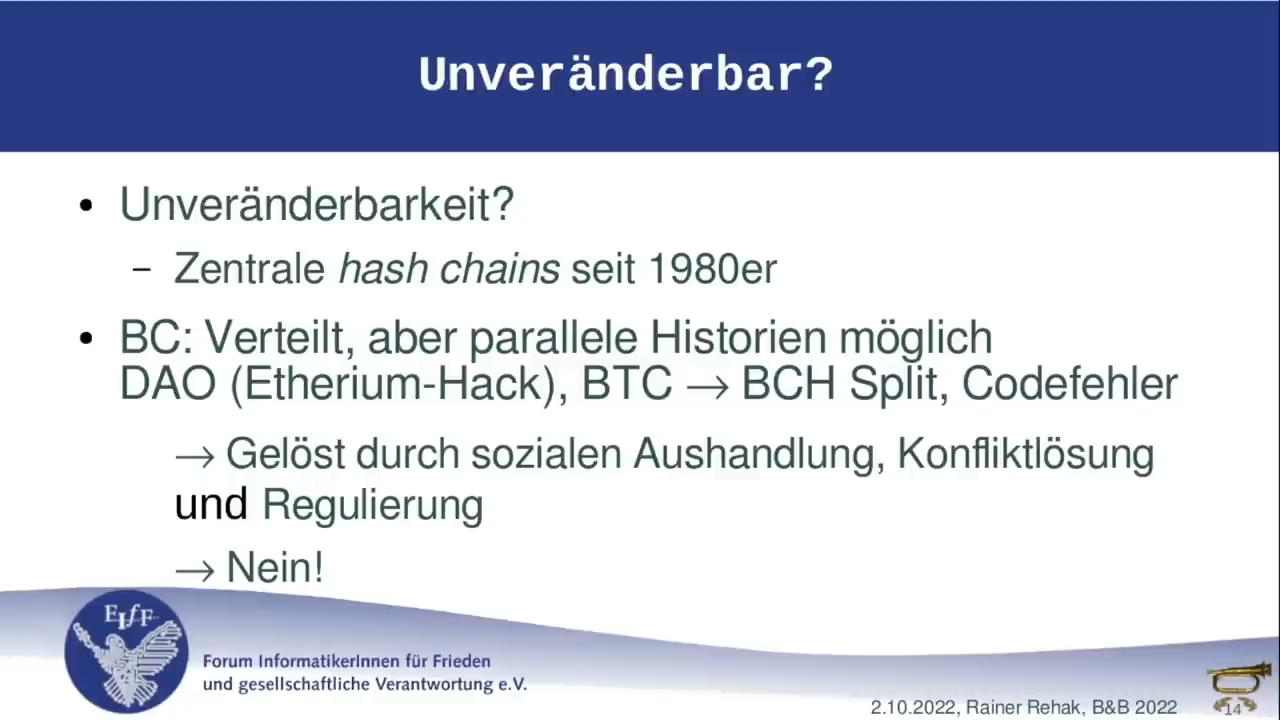 Unveränderbar?
• Unveränderbarkeit?
– Zentrale hash chains seit 1980er
• BC: Verteilt, aber parallele Historien möglich
DAO (Etherium-Hack), BTC → BCH Split, Codefehler
→ Gelöst durch sozialen Aushandlung, Konfliktlösung
und Regulierung
→ Nein!
FIfF
Forum InformatikerInnen für Frieden
und gesellschaftliche Verantwortung e.V.
2.10.2022, Rainer Rehak, B&B 2022
14